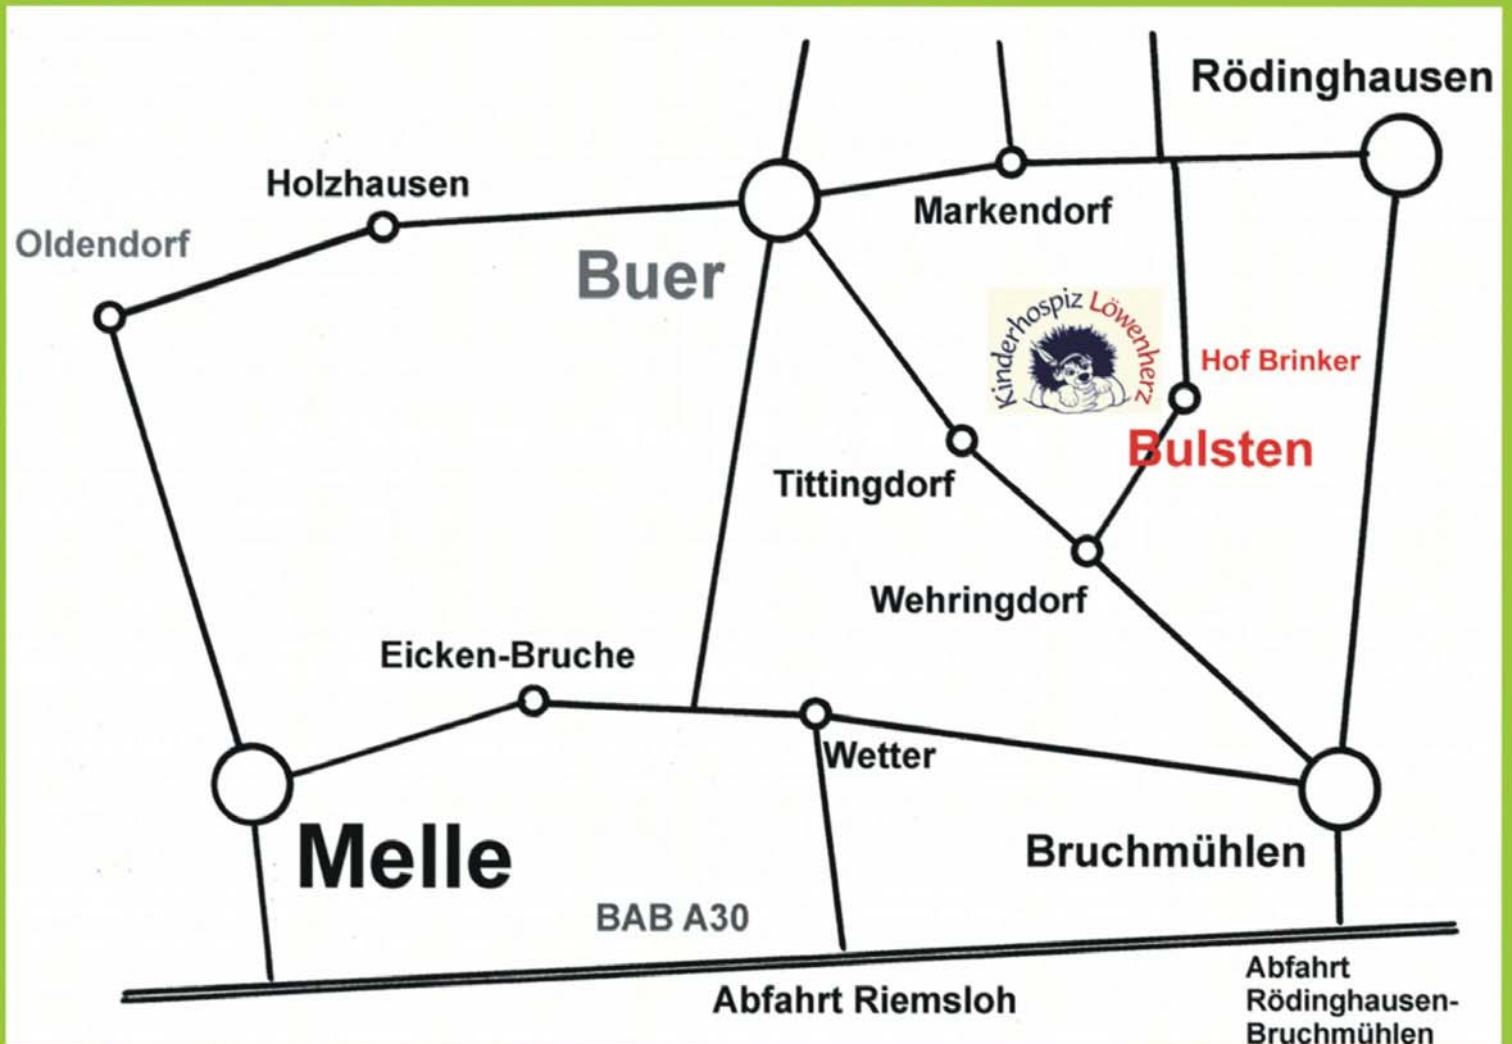 Rödinghausen
Holzhausen
Markendorf
Oldendorf
Buer
Kinderhospiz Löwenherz
Hof Brinker
Bulsten
Tittingdorf
Wehringdorf
Eicken-Bruche
Wetter
Melle
Bruchmühlen
BAB A30
Abfahrt Riemsloh
Abfahrt
Rödinghausen-
Bruchmühlen